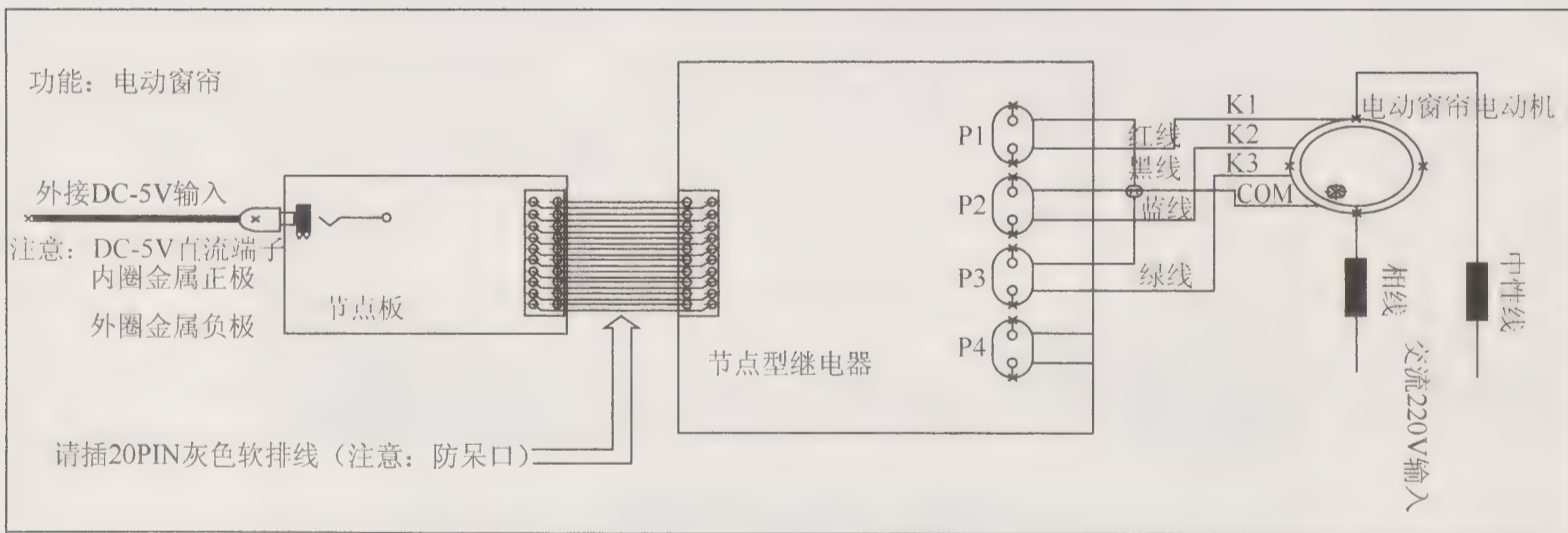 功能：电动窗帘
外接DC-5V输入
注意：DC-5V直流端子
内圈金属正极
外圈金属负极
节点板
请插20PIN灰色软排线（注意：防呆口）
节点型继电器
P1
P2
P3
P4
红线
黑线
蓝线
绿线
K1
K2
K3
COM
电动窗帘电动机
相线
中性线
交流220V输入